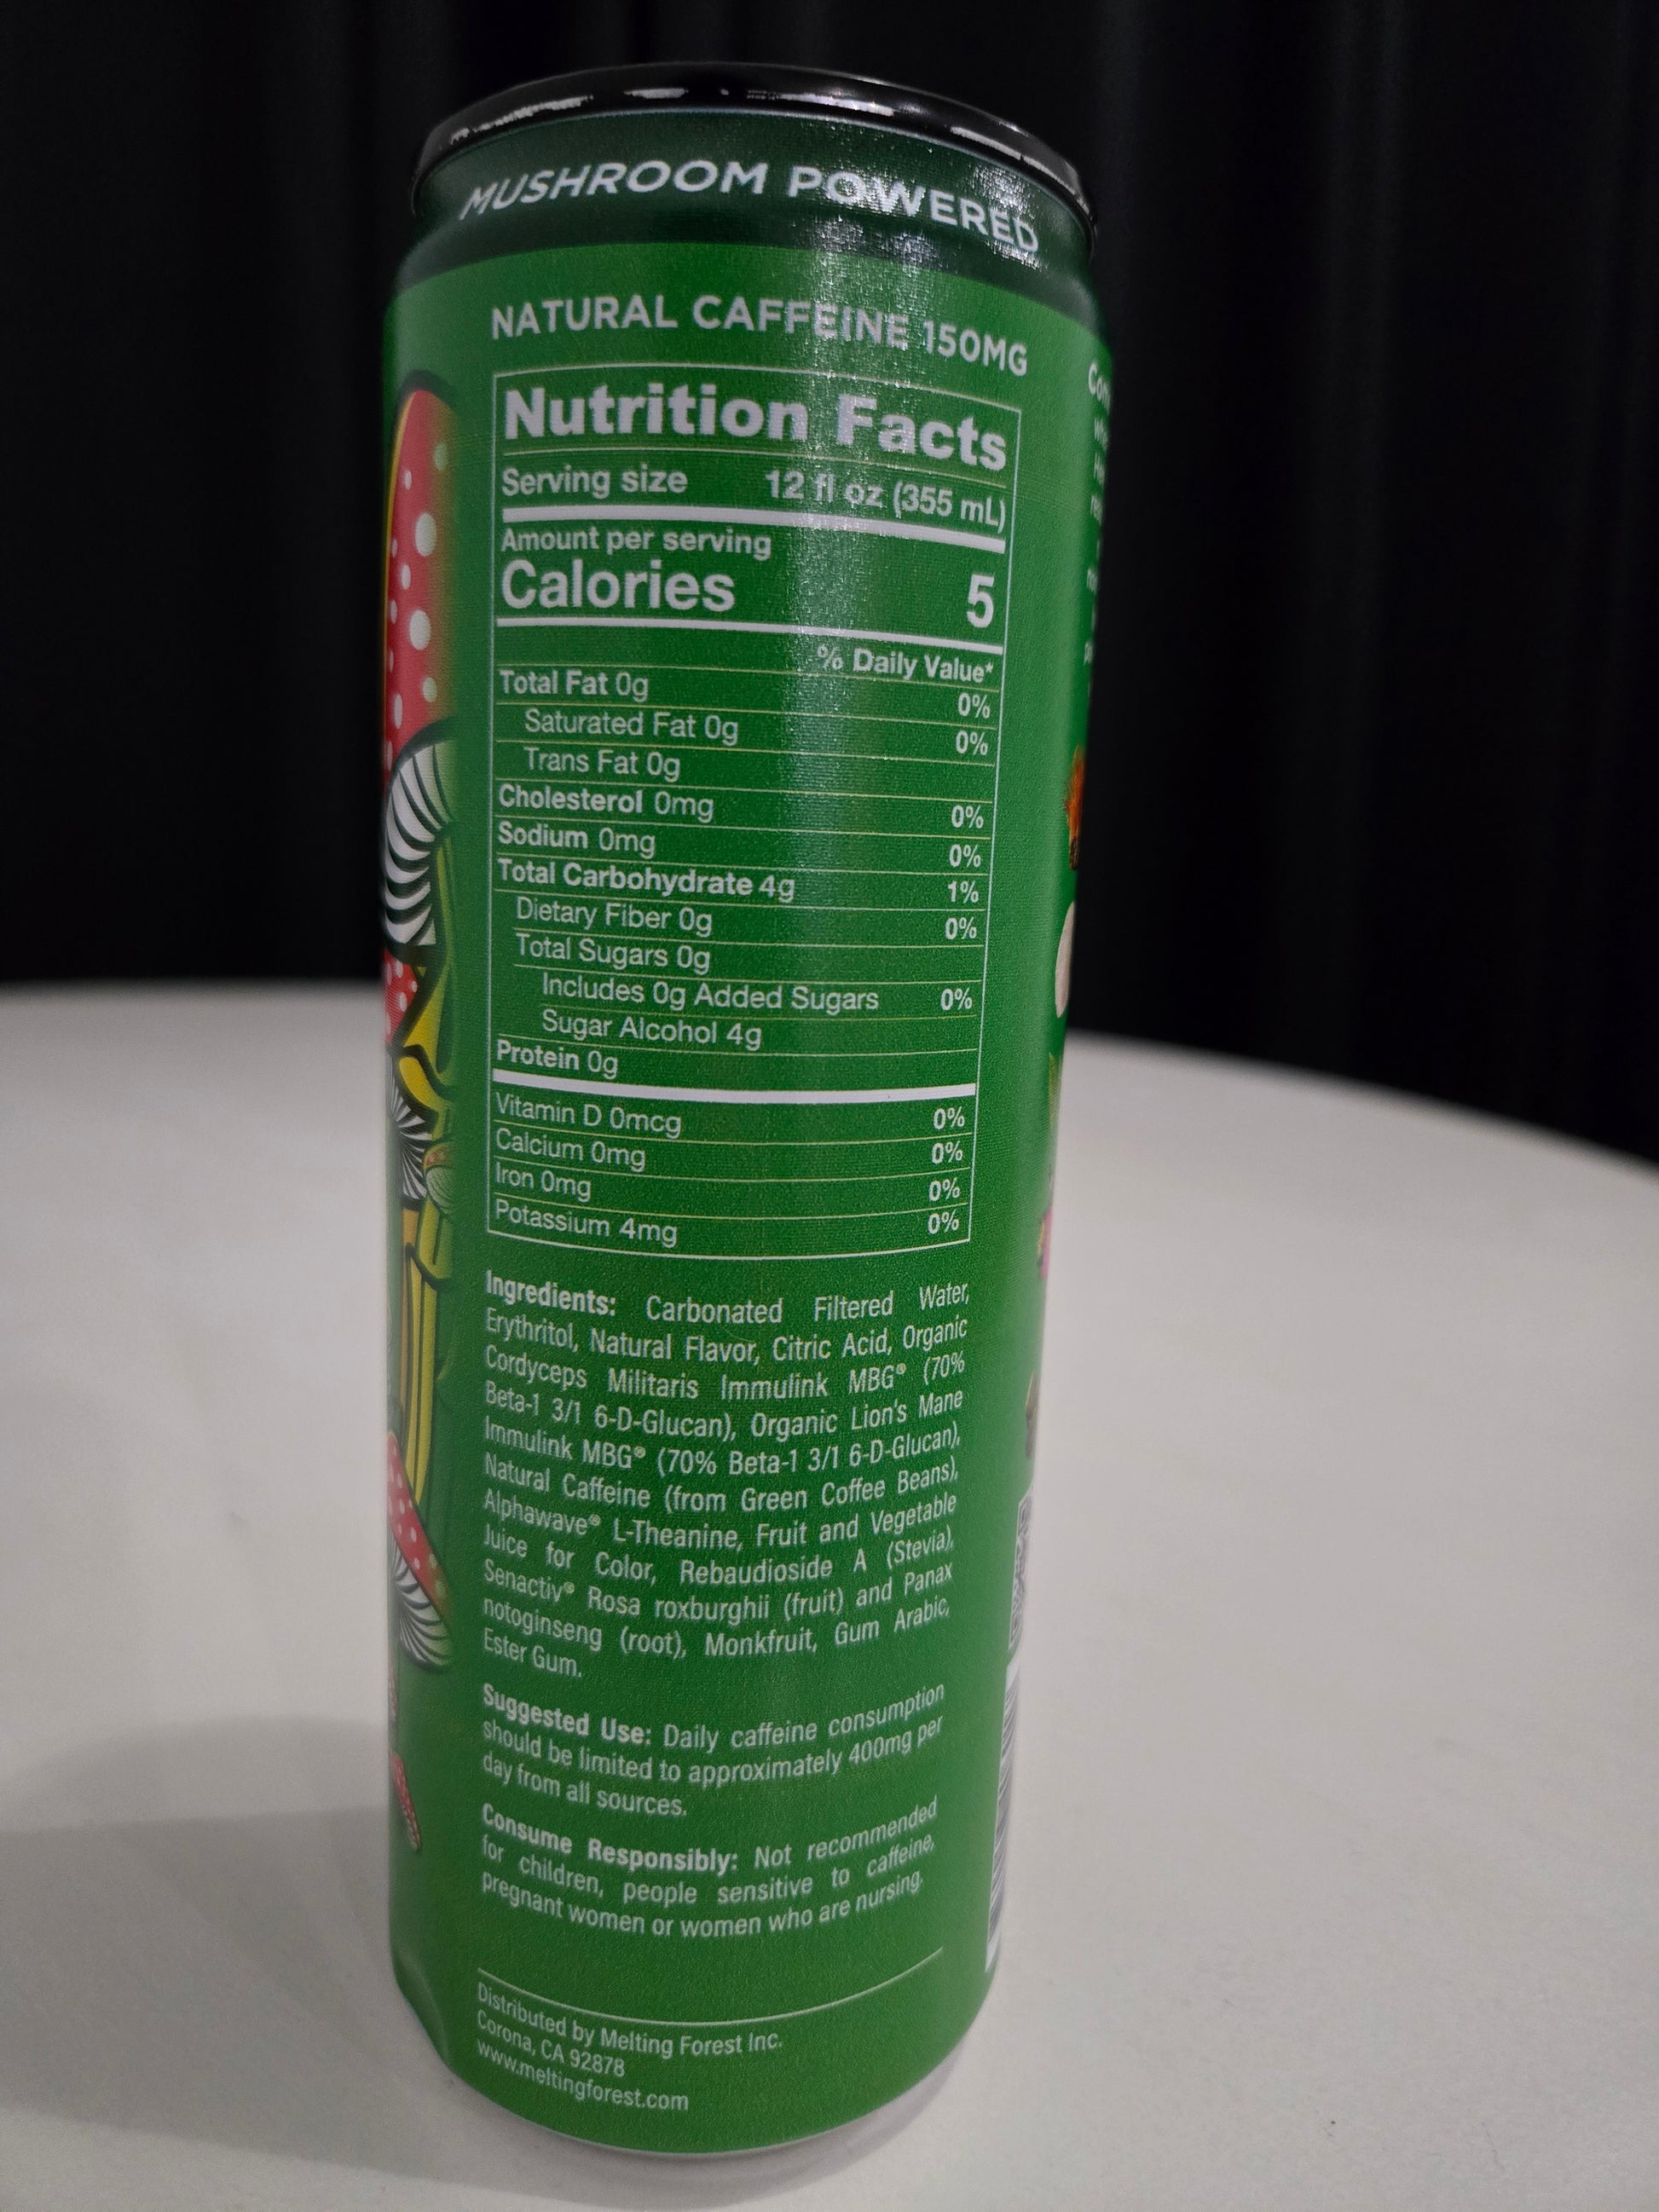 MUSHROOM POWERED
NATURAL CAFFEINE 150MG
Nutrition Facts
Serving size 12 fl oz (355 mL)
Amount per serving
Calories 5
% Daily Value*
Total Fat 0g 0%
Saturated Fat 0g 0%
Trans Fat 0g
Cholesterol 0mg 0%
Sodium 0mg 0%
Total Carbohydrate 4g 1%
Dietary Fiber 0g 0%
Total Sugars 0g
Includes 0g Added Sugars 0%
Sugar Alcohol 4g
Protein 0g
Vitamin D 0mcg 0%
Calcium 0mg 0%
Iron 0mg 0%
Potassium 4mg 0%
Ingredients: Carbonated Filtered Water,
Erythritol, Natural Flavor, Citric Acid, Organic
Cordyceps Militaris Immulink MBG® (70%
Beta-1 3/1 6-D-Glucan), Organic Lion's Mane
Immulink MBG® (70% Beta-1 3/1 6-D-Glucan),
Natural Caffeine (from Green Coffee Beans),
Alphawave® L-Theanine, Fruit and Vegetable
Juice for Color, Rebaudioside A (Stevia),
Senactiv® Rosa roxburghii (fruit) and Panax
notoginseng (root), Monkfruit, Gum Arabic,
Ester Gum.
Suggested Use: Daily caffeine consumption
should be limited to approximately 400mg per
day from all sources.
Consume Responsibly: Not recommended
for children, people sensitive to caffeine,
pregnant women or women who are nursing.
Distributed by Melting Forest Inc.
Corona, CA 92878
www.meltingforest.com